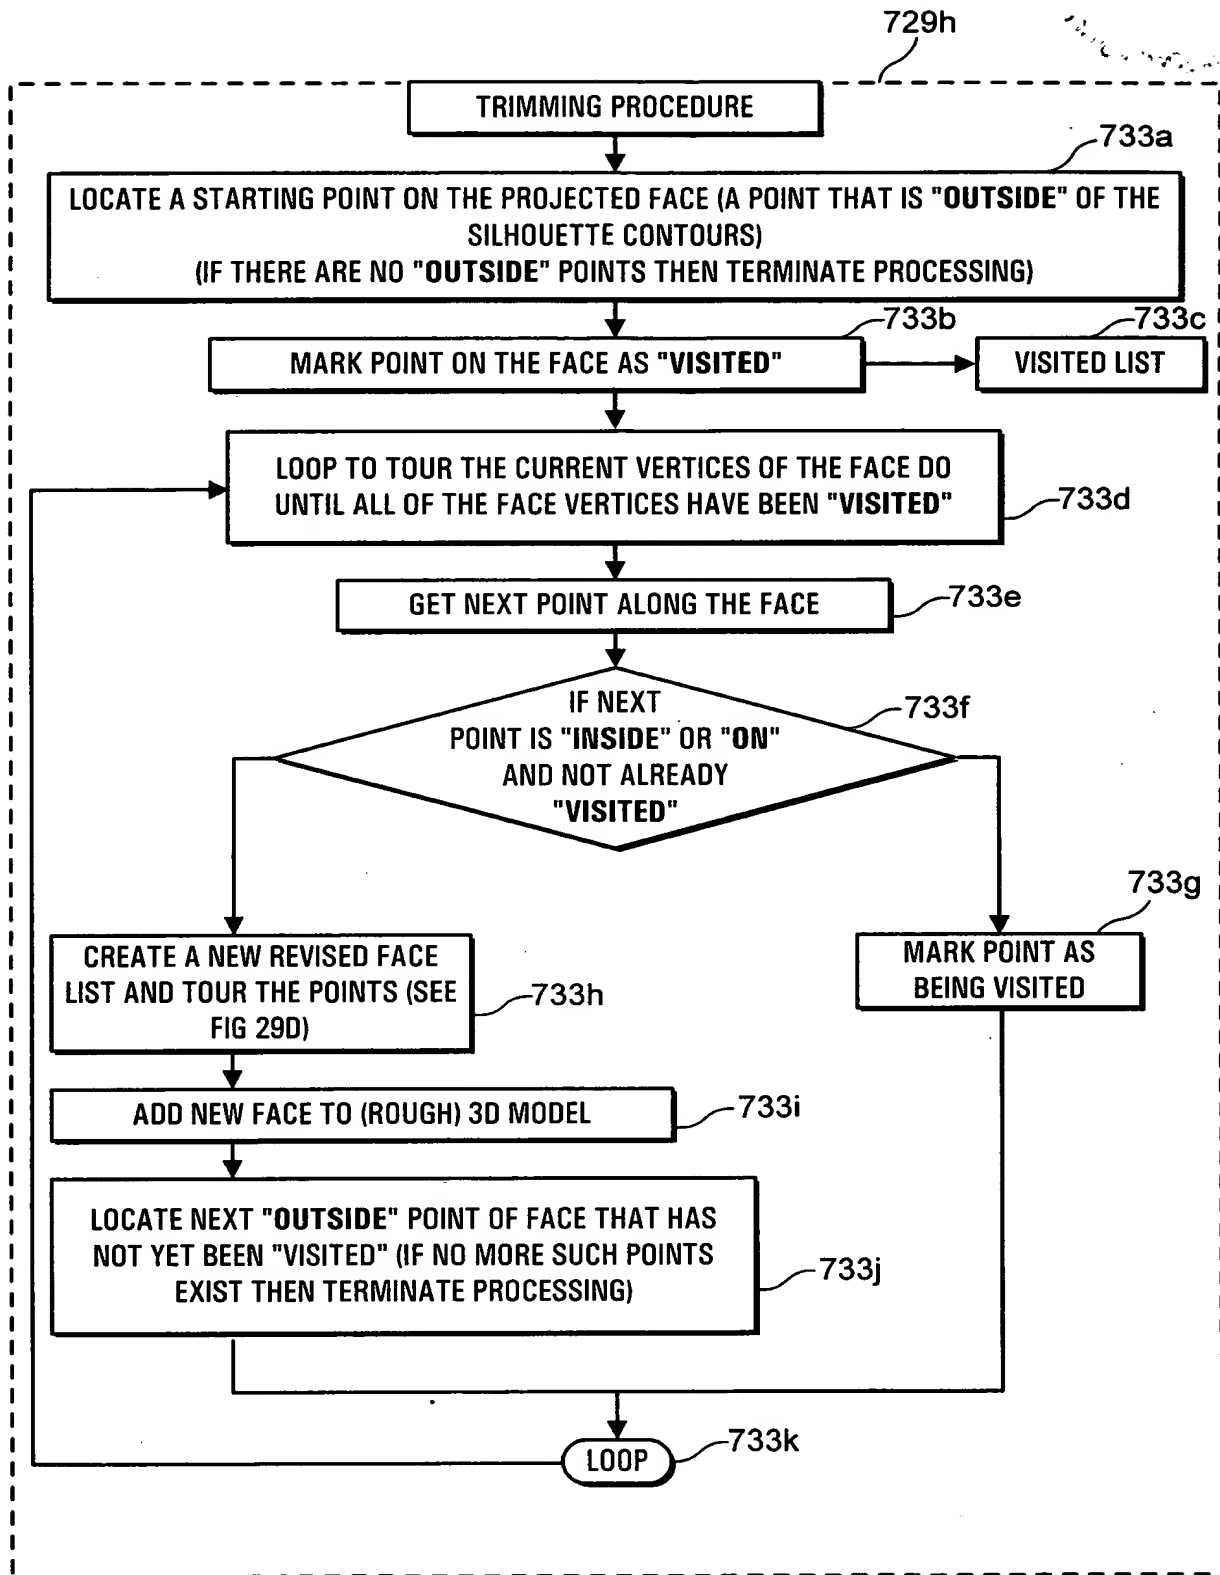 729h
TRIMMING PROCEDURE
733a
LOCATE A STARTING POINT ON THE PROJECTED FACE (A POINT THAT IS "OUTSIDE" OF THE
SILHOUETTE CONTOURS)
(IF THERE ARE NO "OUTSIDE" POINTS THEN TERMINATE PROCESSING)
733b
733c
MARK POINT ON THE FACE AS "VISITED"
VISITED LIST
LOOP TO TOUR THE CURRENT VERTICES OF THE FACE DO
UNTIL ALL OF THE FACE VERTICES HAVE BEEN "VISITED"
733d
GET NEXT POINT ALONG THE FACE
733e
IF NEXT
POINT IS "INSIDE" OR "ON"
AND NOT ALREADY
"VISITED"
733f
733g
CREATE A NEW REVISED FACE
LIST AND TOUR THE POINTS (SEE
FIG 29D)
733h
MARK POINT AS
BEING VISITED
ADD NEW FACE TO (ROUGH) 3D MODEL
733i
LOCATE NEXT "OUTSIDE" POINT OF FACE THAT HAS
NOT YET BEEN "VISITED" (IF NO MORE SUCH POINTS
EXIST THEN TERMINATE PROCESSING)
733j
LOOP
733k